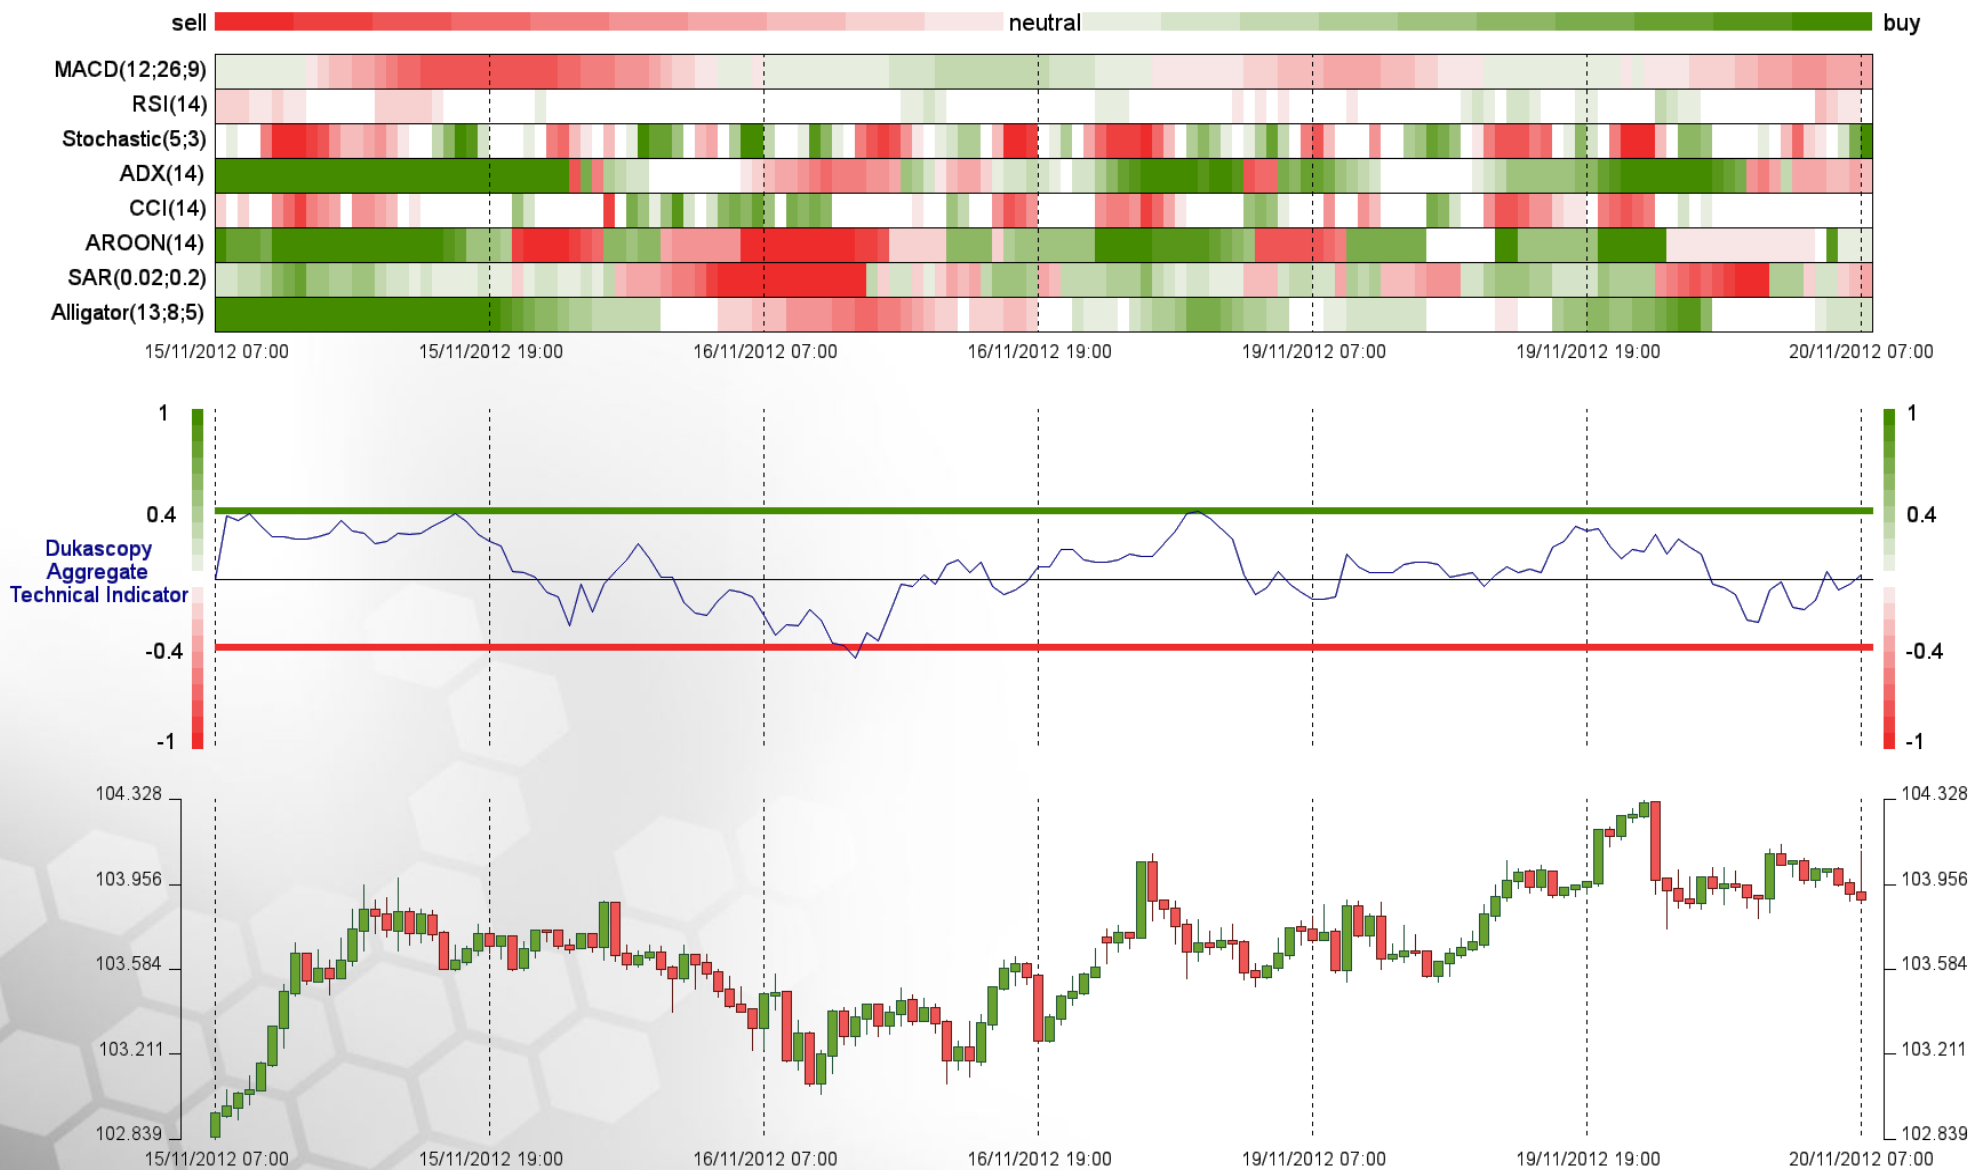 sell neutral buy
MACD(12;26;9)
RSI(14)
Stochastic(5;3)
ADX(14)
CCI(14)
AROON(14)
SAR(0.02;0.2)
Alligator(13;8;5)
15/11/2012 07:00 15/11/2012 19:00 16/11/2012 07:00 16/11/2012 19:00 19/11/2012 07:00 19/11/2012 19:00 20/11/2012 07:00
1 1
0.4 0.4
Dukascopy
Aggregate
Technical Indicator
-0.4 -0.4
-1 -1
104.328 104.328
103.956 103.956
103.584 103.584
103.211 103.211
102.839 102.839
15/11/2012 07:00 15/11/2012 19:00 16/11/2012 07:00 16/11/2012 19:00 19/11/2012 07:00 19/11/2012 19:00 20/11/2012 07:00